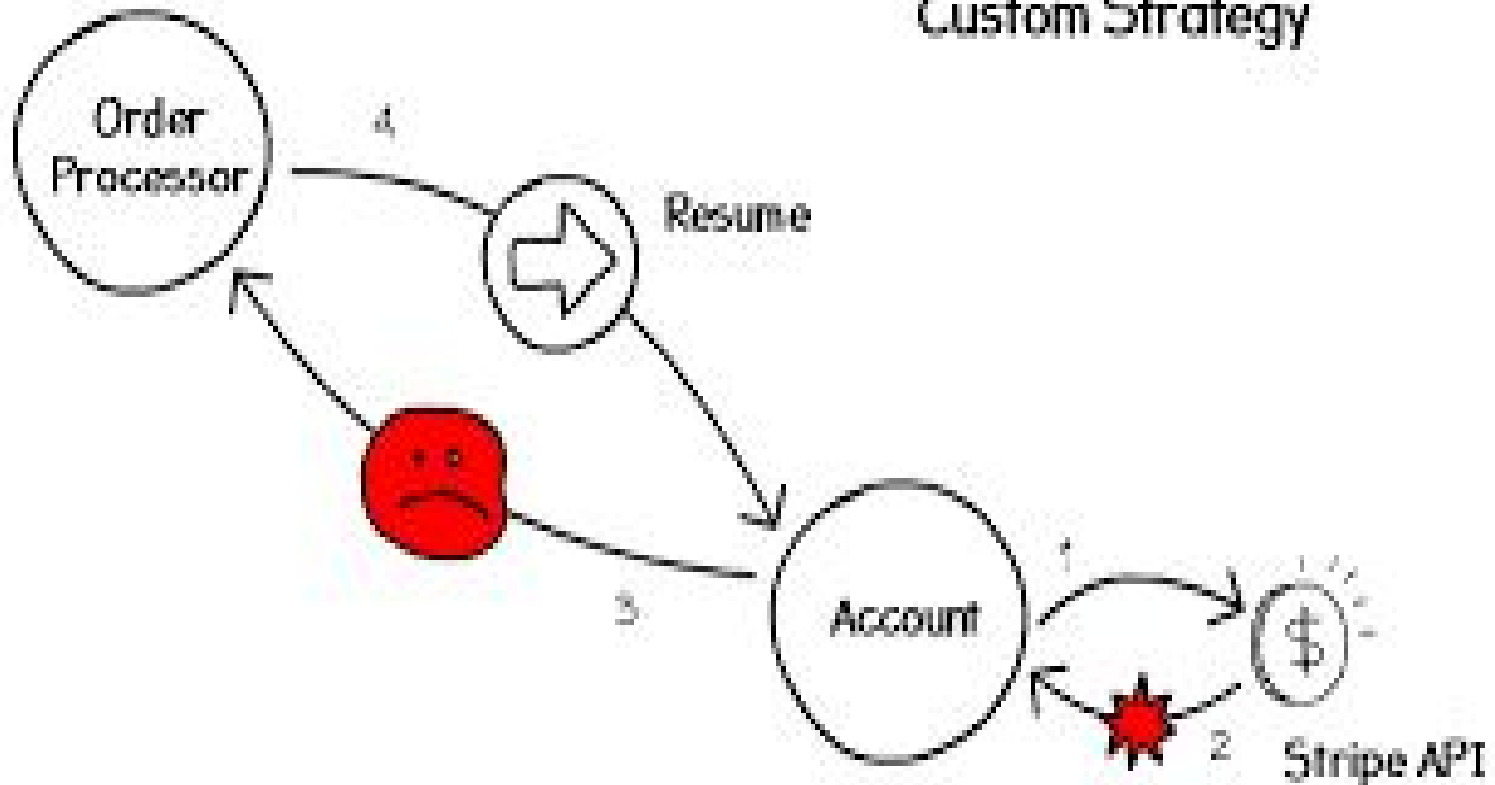 Custom Strategy
Order
Processor
4
Resume
3
Account
1
$
2
Stripe API